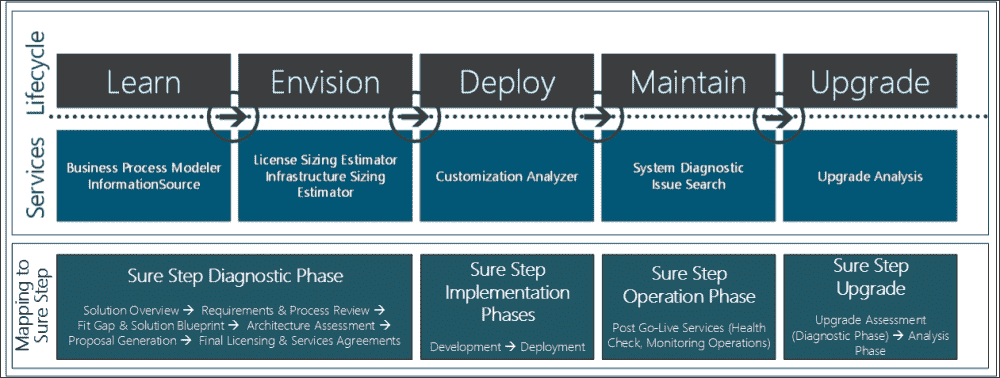 Lifecycle
Learn
Envision
Deploy
Maintain
Upgrade
Services
Business Process Modeler
InformationSource
License Sizing Estimator
Infrastructure Sizing
Estimator
Customization Analyzer
System Diagnostic
Issue Search
Upgrade Analysis
Mapping to
Sure Step
Sure Step Diagnostic Phase
Solution Overview → Requirements & Process Review →
Fit Gap & Solution Blueprint → Architecture Assessment →
Proposal Generation → Final Licensing & Services Agreements
Sure Step
Implementation
Phases
Development → Deployment
Sure Step
Operation Phase
Post Go-Live Services (Health
Check, Monitoring Operations)
Sure Step
Upgrade
Upgrade Assessment
(Diagnostic Phase) → Analysis
Phase